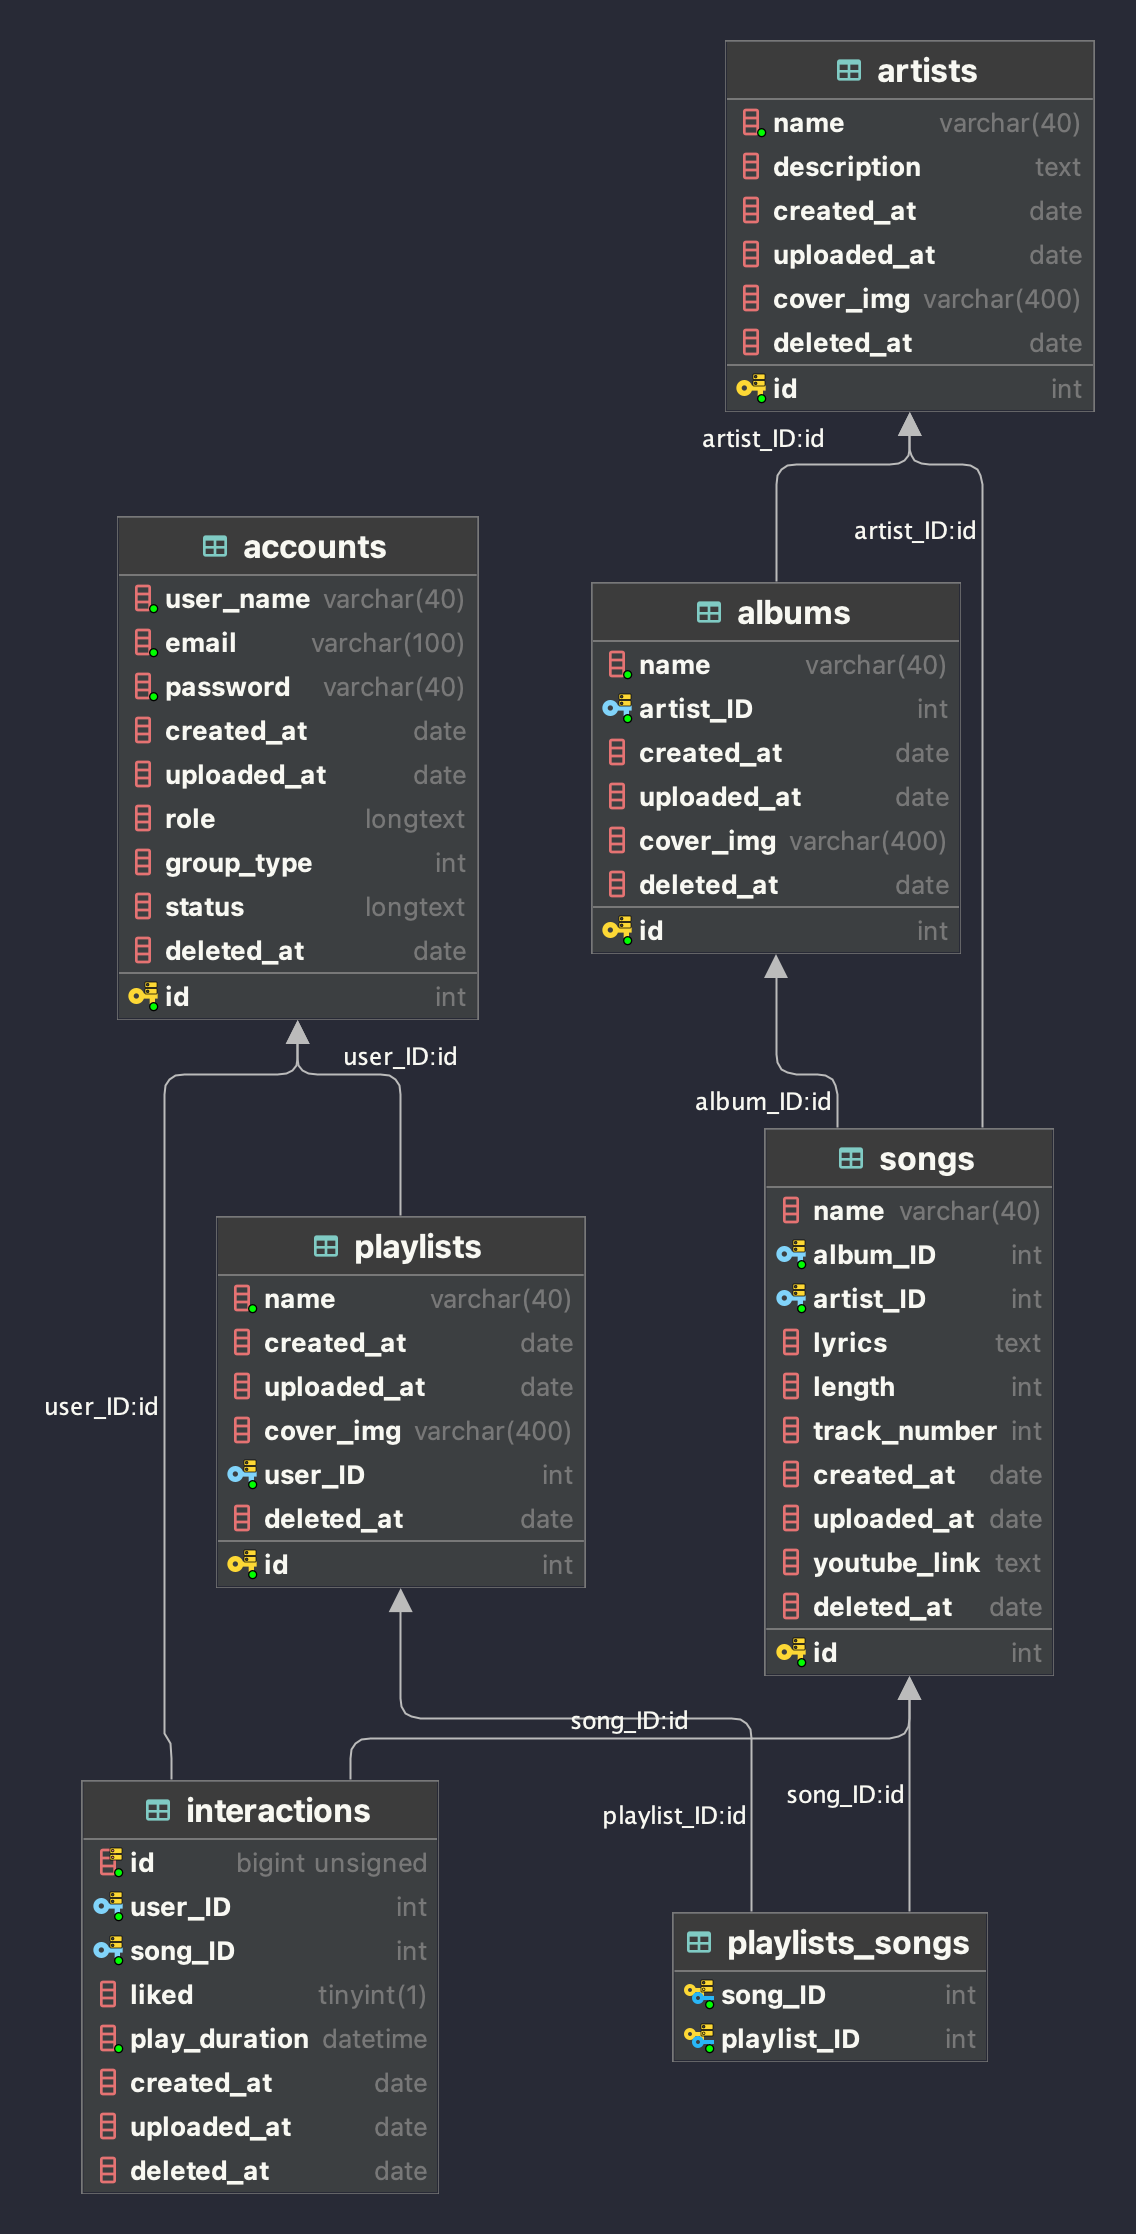 artists
name varchar(40)
description text
created_at date
uploaded_at date
cover_img varchar(400)
deleted_at date
id int
artist_ID:id
artist_ID:id
accounts
user_name varchar(40)
email varchar(100)
password varchar(40)
created_at date
uploaded_at date
role longtext
group_type int
status longtext
deleted_at date
id int
albums
name varchar(40)
artist_ID int
created_at date
uploaded_at date
cover_img varchar(400)
deleted_at date
id int
user_ID:id
album_ID:id
playlists
name varchar(40)
created_at date
uploaded_at date
cover_img varchar(400)
user_ID int
deleted_at date
id int
songs
name varchar(40)
album_ID int
artist_ID int
lyrics text
length int
track_number int
created_at date
uploaded_at date
youtube_link text
deleted_at date
id int
user_ID:id
song_ID:id
song_ID:id
playlist_ID:id
interactions
id bigint unsigned
user_ID int
song_ID int
liked tinyint(1)
play_duration datetime
created_at date
uploaded_at date
deleted_at date
playlists_songs
song_ID int
playlist_ID int